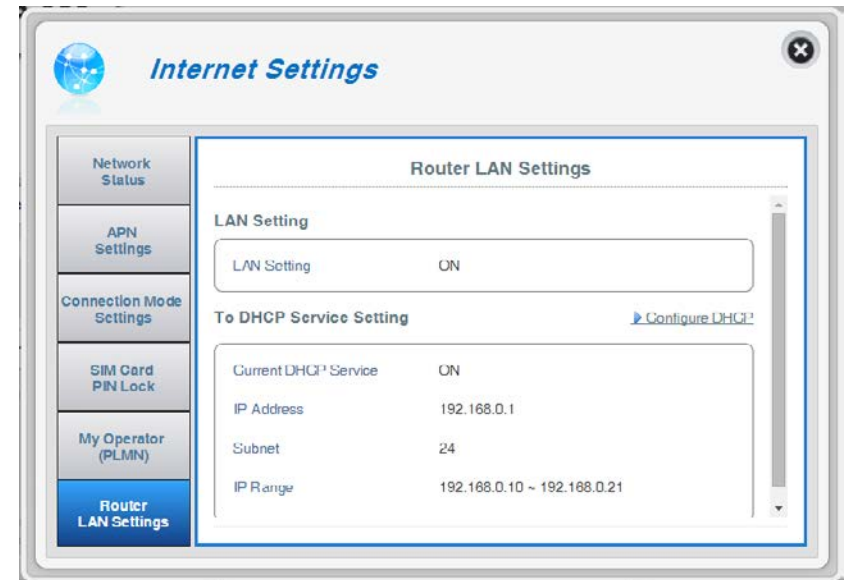 Internet Settings
Network
Status
APN
Settings
Connection Mode
Settings
SIM Card
PIN Lock
My Operator
(PLMN)
Router
LAN Settings
Router LAN Settings
LAN Setting
LAN Setting ON
To DHCP Service Setting Configure DHCP
Current DHCP Service ON
IP Address 192.168.0.1
Subnet 24
IP Range 192.168.0.10 ~ 192.168.0.21